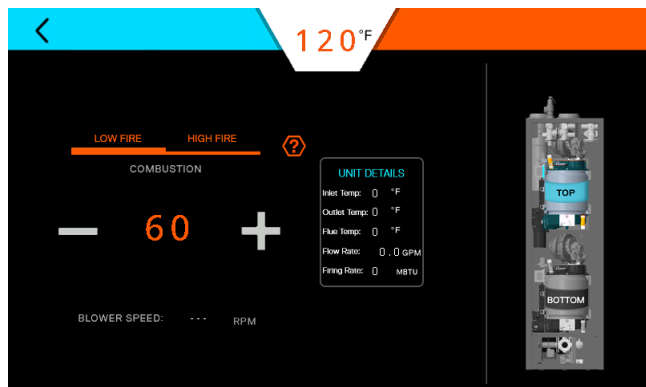 120°F
LOW FIRE HIGH FIRE
?
COMBUSTION
60
BLOWER SPEED: --- RPM
UNIT DETAILS
Inlet Temp: 0 °F
Outlet Temp: 0 °F
Flue Temp: 0 °F
Flow Rate: 0.0 GPM
Firing Rate: 0 MBTU
TOP
BOTTOM